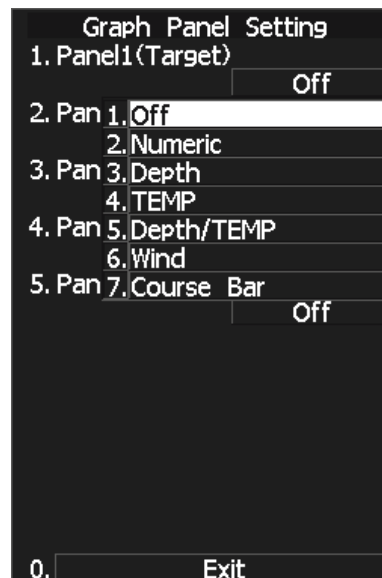 Graph Panel Setting
1. Panel1(Target)
Off
2. Pan
1. Off
2. Numeric
3. Pan
3. Depth
4. TEMP
4. Pan
5. Depth/TEMP
6. Wind
5. Pan
7. Course Bar
Off
0. Exit